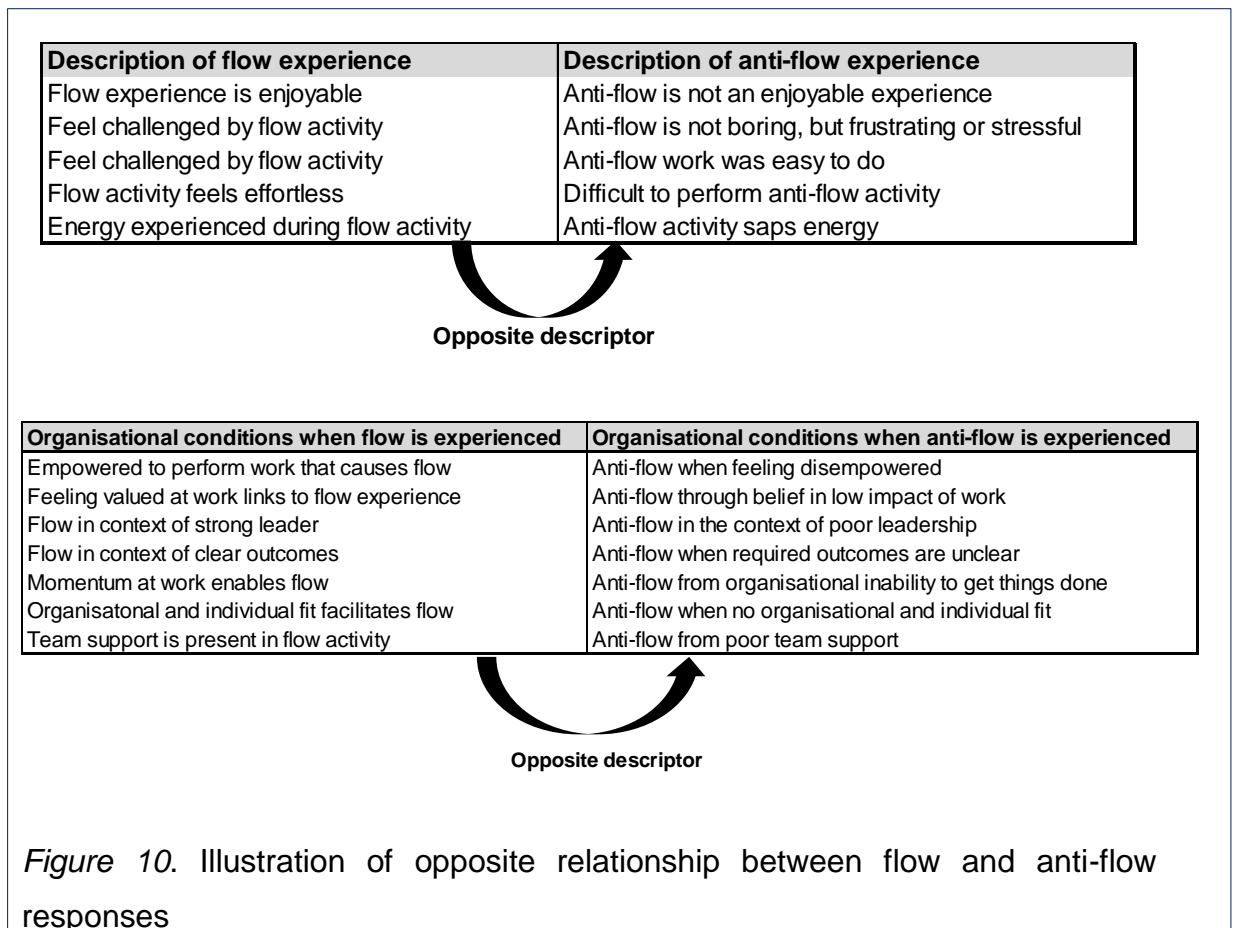 Description of flow experience Description of anti-flow experience
Flow experience is enjoyable Anti-flow is not an enjoyable experience
Feel challenged by flow activity Anti-flow is not boring, but frustrating or stressful
Feel challenged by flow activity Anti-flow work was easy to do
Flow activity feels effortless Difficult to perform anti-flow activity
Energy experienced during flow activity Anti-flow activity saps energy
Opposite descriptor
Organisational conditions when flow is experienced Organisational conditions when anti-flow is experienced
Empowered to perform work that causes flow Anti-flow when feeling disempowered
Feeling valued at work links to flow experience Anti-flow through belief in low impact of work
Flow in context of strong leader Anti-flow in the context of poor leadership
Flow in context of clear outcomes Anti-flow when required outcomes are unclear
Momentum at work enables flow Anti-flow from organisational inability to get things done
Organisatonal and individual fit facilitates flow Anti-flow when no organisational and individual fit
Team support is present in flow activity Anti-flow from poor team support
Opposite descriptor
Figure 10. Illustration of opposite relationship between flow and anti-flow
responses